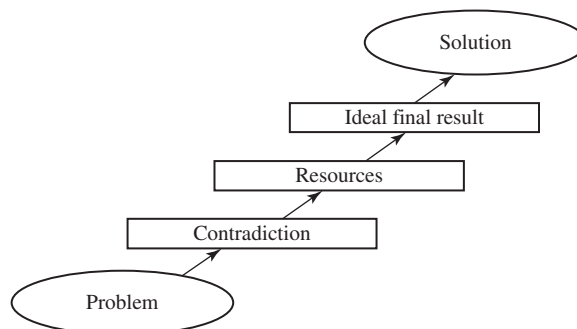 Solution
Ideal final result
Resources
Contradiction
Problem